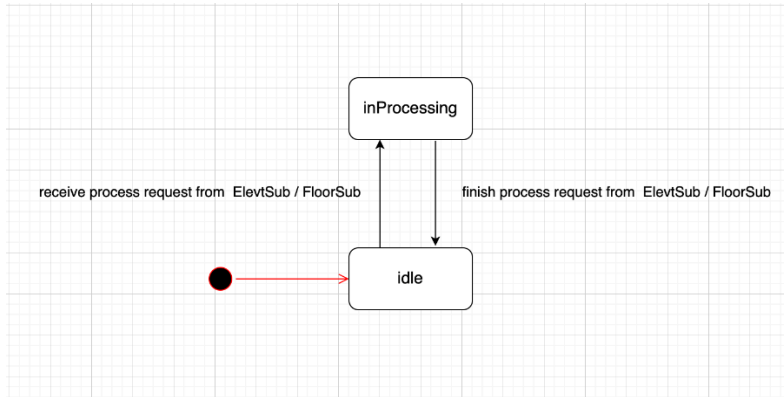 inProcessing
receive process request from ElevtSub / FloorSub
finish process request from ElevtSub / FloorSub
idle